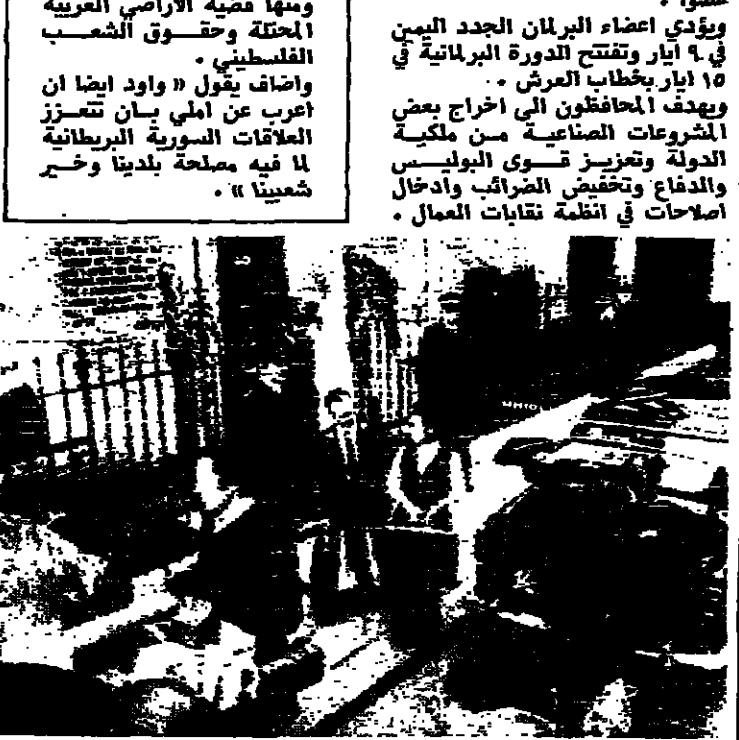 عضوا .
ويؤدي اعضاء البرلمان الجدد اليمين
في ٩ ايار وتفتتح الدورة البرلمانية في
١٥ ايار بخطاب العرش .
ويهدف المحافظون الى اخراج بعض
المشروعات الصناعية من ملكية
الدولة وتعزيز قوى البوليس
والدفاع وتخفيض الضرائب وادخال
اصلاحات في انظمة نقابات العمال .
ومنها قضية الاراضي العربية
المحتلة وحقوق الشعب
الفلسطيني .
واضاف يقول « واود ايضا ان
اعرب عن املي بان تتعزز
العلاقات السورية البريطانية
لما فيه مصلحة بلدينا وخير
شعبينا » .